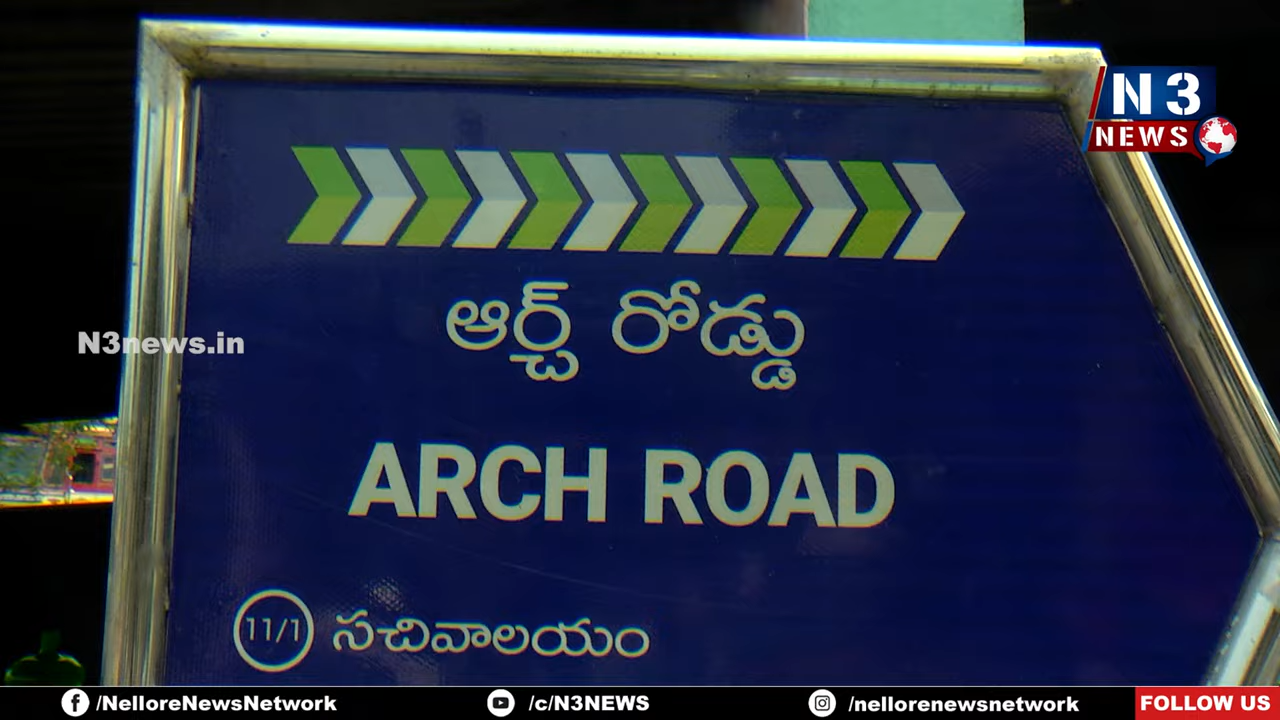 N3
NEWS
ఆర్చ్ రోడ్డు
N3news.in
ARCH ROAD
11/1 సచివాలయం
/NelloreNewsNetwork /c/N3NEWS /nellorenewsnetwork FOLLOW US